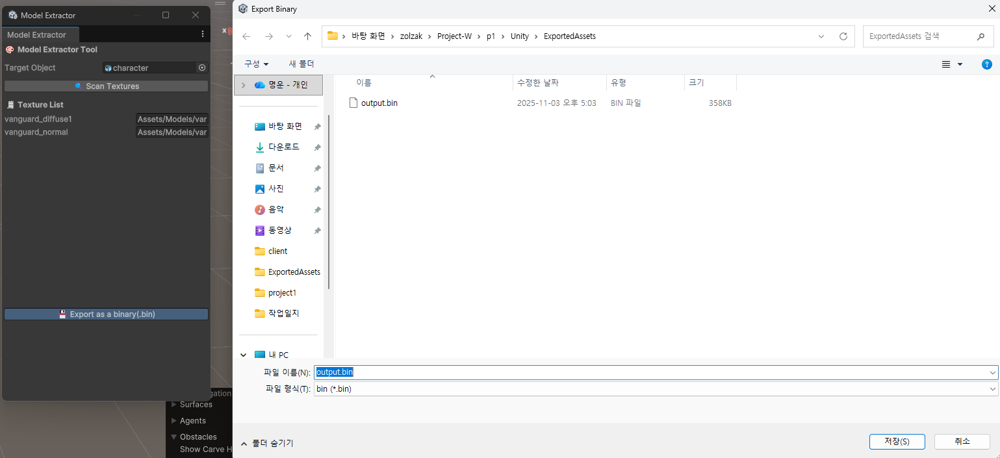 Model Extractor
Model Extractor
Model Extractor Tool
Target Object
character
Scan Textures
Texture List
vanguard_diffuse1
Assets/Models/var
vanguard_normal
Assets/Models/var
Export as a binary(.bin)
x
gation
Surfaces
Agents
Obstacles
Show Carve H
Export Binary
바탕 화면 > zolzak > Project-W > p1 > Unity > ExportedAssets
ExportedAssets 검색
구성
새 폴더
명운 - 개인
바탕 화면
다운로드
문서
사진
음악
동영상
client
ExportedAssets
project1
작업일지
내 PC
이름
수정한 날짜
유형
크기
output.bin
2025-11-03 오후 5:03
BIN 파일
358KB
파일 이름(N):
output.bin
파일 형식(T):
bin (*.bin)
폴더 숨기기
저장(S)
취소